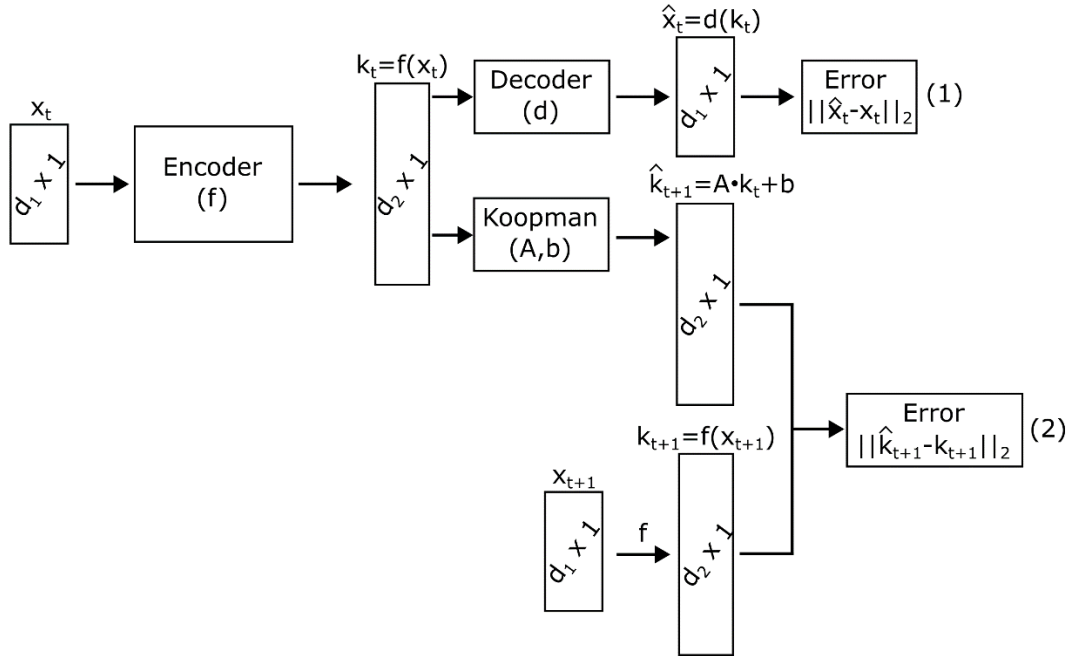 x̂ₜ=d(kₜ)
kₜ=f(xₜ)
xₜ
d₁ x 1
Encoder
(f)
d₂ x 1
Decoder
(d)
d₁ x 1
Error
||x̂ₜ-xₜ||₂
(1)
k̂ₜ₊₁=A•kₜ+b
Koopman
(A,b)
d₂ x 1
Error
||k̂ₜ₊₁-kₜ₊₁||₂
(2)
kₜ₊₁=f(xₜ₊₁)
xₜ₊₁
d₁ x 1
f
d₂ x 1